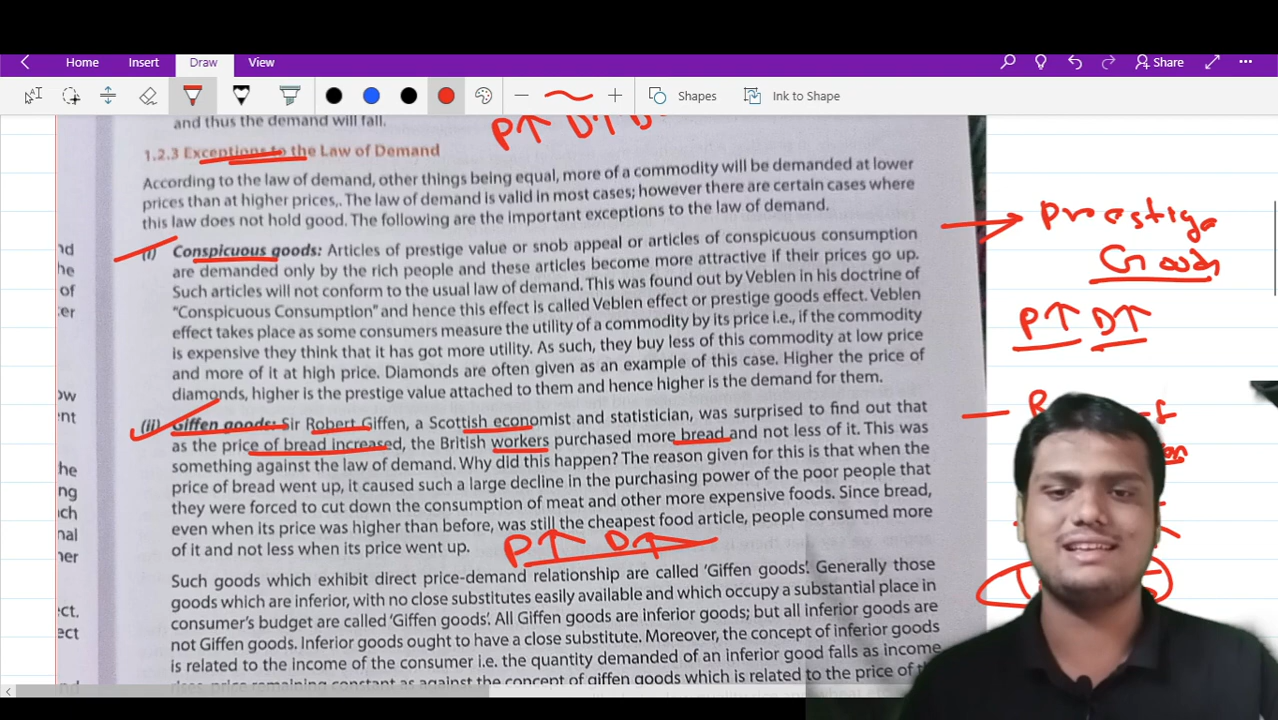 Home Insert Draw View Share
Shapes Ink to Shape
and thus the demand will fall.
P↑ D↑
1.2.3 Exceptions to the Law of Demand
According to the law of demand, other things being equal, more of a commodity will be demanded at lower
prices than at higher prices,. The law of demand is valid in most cases; however there are certain cases where
this law does not hold good. The following are the important exceptions to the law of demand.
(i) Conspicuous goods: Articles of prestige value or snob appeal or articles of conspicuous consumption
are demanded only by the rich people and these articles become more attractive if their prices go up.
Such articles will not conform to the usual law of demand. This was found out by Veblen in his doctrine of
"Conspicuous Consumption" and hence this effect is called Veblen effect or prestige goods effect. Veblen
effect takes place as some consumers measure the utility of a commodity by its price i.e., if the commodity
is expensive they think that it has got more utility. As such, they buy less of this commodity at low price
and more of it at high price. Diamonds are often given as an example of this case. Higher the price of
diamonds, higher is the prestige value attached to them and hence higher is the demand for them.
(ii) Giffen goods: Sir Robert Giffen, a Scottish economist and statistician, was surprised to find out that
as the price of bread increased, the British workers purchased more bread and not less of it. This was
something against the law of demand. Why did this happen? The reason given for this is that when the
price of bread went up, it caused such a large decline in the purchasing power of the poor people that
they were forced to cut down the consumption of meat and other more expensive foods. Since bread,
even when its price was higher than before, was still the cheapest food article, people consumed more
of it and not less when its price went up.
P↑ D↑
Such goods which exhibit direct price-demand relationship are called 'Giffen goods'. Generally those
goods which are inferior, with no close substitutes easily available and which occupy a substantial place in
consumer's budget are called 'Giffen goods'. All Giffen goods are inferior goods; but all inferior goods are
not Giffen goods. Inferior goods ought to have a close substitute. Moreover, the concept of inferior goods
is related to the income of the consumer i.e. the quantity demanded of an inferior good falls as income
price remaining constant as against the concept of giffen goods which is related to the price of
Prestige
Goods
P↑ D↑